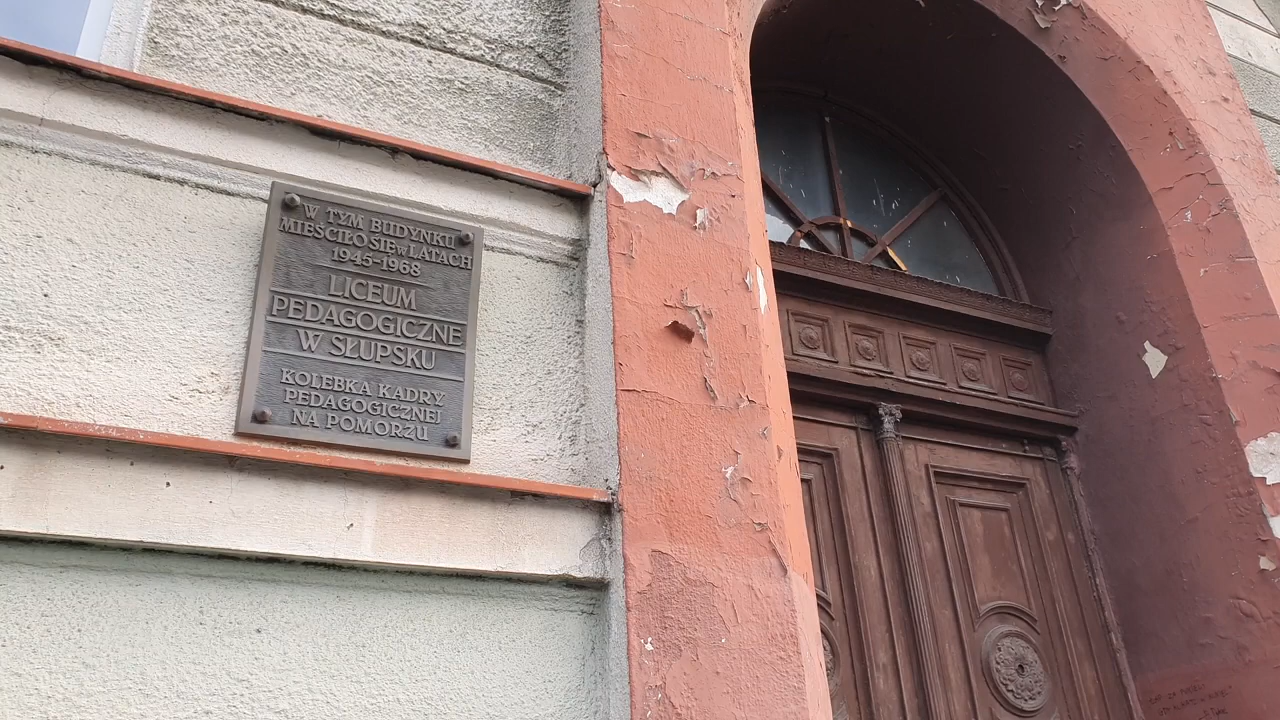 W TYM BUDYNKU
MIEŚCIŁO SIĘ W LATACH
1945-1968
LICEUM
PEDAGOGICZNE
W SŁUPSKU
KOLEBKA KADRY
PEDAGOGICZNEJ
NA POMORZU